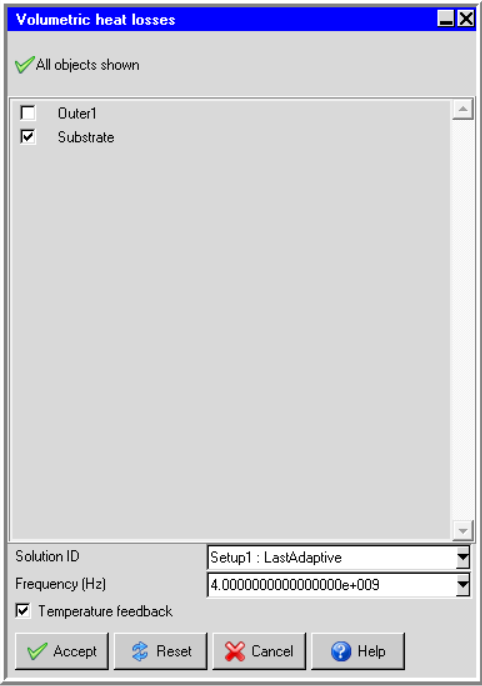 Volumetric heat losses
All objects shown
Outer1
Substrate
Solution ID Setup1 : LastAdaptive
Frequency (Hz) 4.0000000000000000e+009
Temperature feedback
Accept Reset Cancel Help